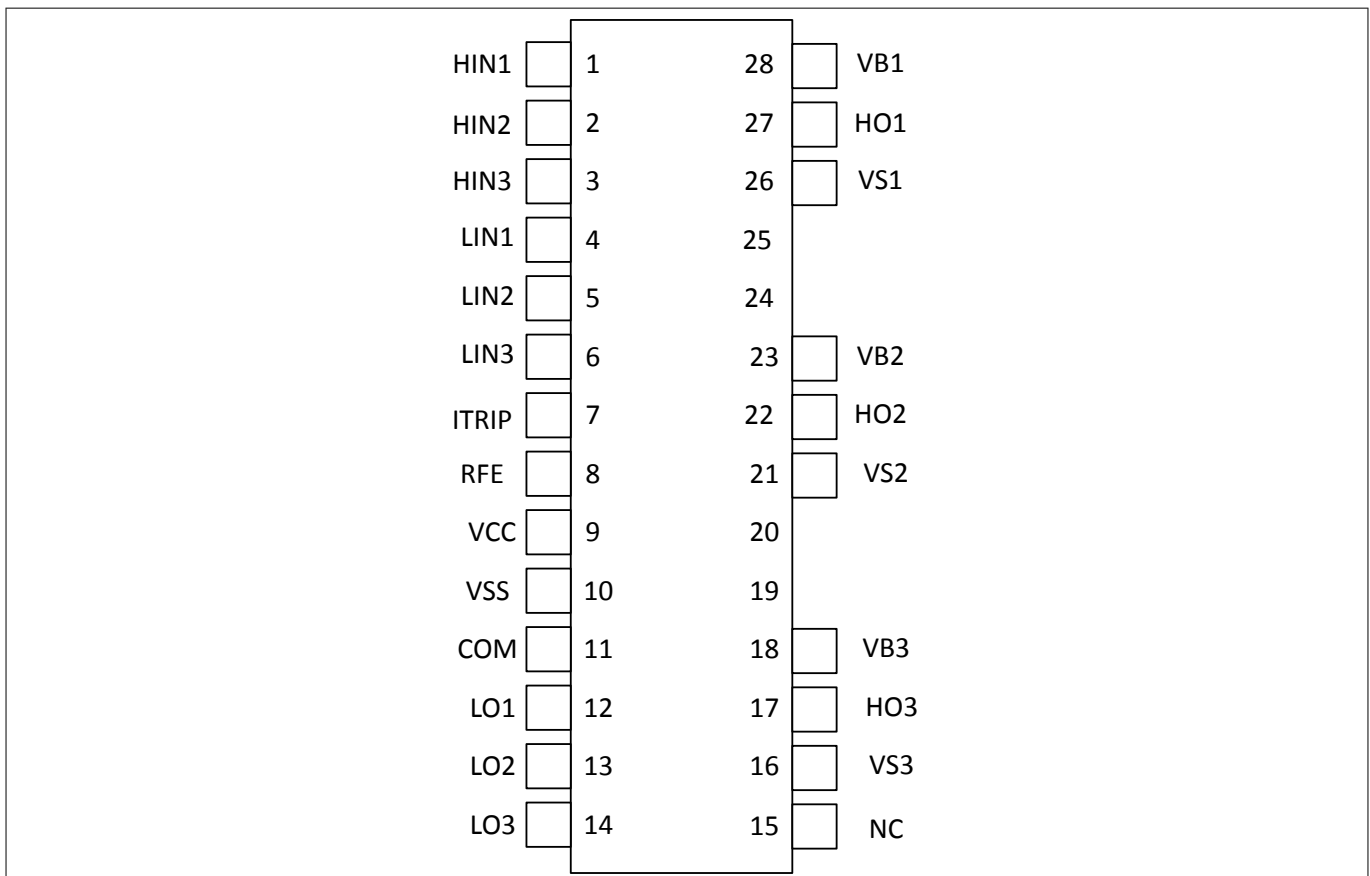 HIN1 1 28 VB1
HIN2 2 27 HO1
HIN3 3 26 VS1
LIN1 4 25
LIN2 5 24
LIN3 6 23 VB2
ITRIP 7 22 HO2
RFE 8 21 VS2
VCC 9 20
VSS 10 19
COM 11 18 VB3
LO1 12 17 HO3
LO2 13 16 VS3
LO3 14 15 NC